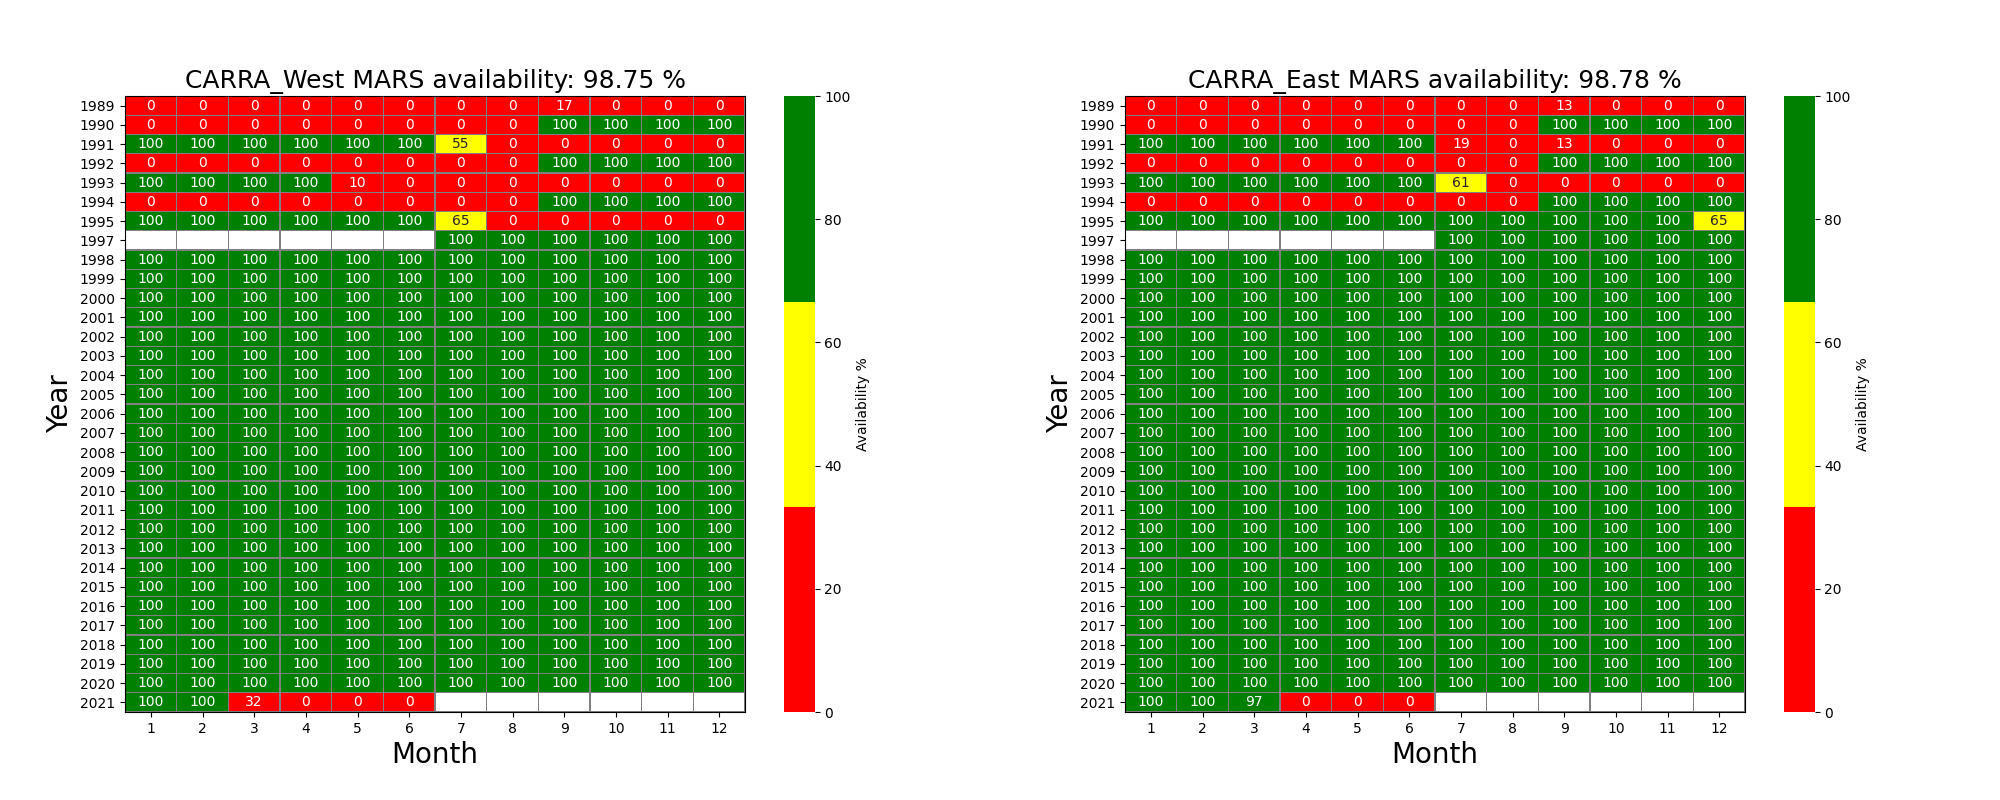 CARRA_West MARS availability: 98.75 %
1989 0 0 0 0 0 0 0 0 17 0 0 0
1990 0 0 0 0 0 0 0 0 100 100 100 100
1991 100 100 100 100 100 100 55 0 0 0 0 0
1992 0 0 0 0 0 0 0 0 100 100 100 100
1993 100 100 100 100 10 0 0 0 0 0 0 0
1994 0 0 0 0 0 0 0 0 100 100 100 100
1995 100 100 100 100 100 100 65 0 0 0 0 0
1997 100 100 100 100 100 100
1998 100 100 100 100 100 100 100 100 100 100 100 100
1999 100 100 100 100 100 100 100 100 100 100 100 100
2000 100 100 100 100 100 100 100 100 100 100 100 100
2001 100 100 100 100 100 100 100 100 100 100 100 100
2002 100 100 100 100 100 100 100 100 100 100 100 100
2003 100 100 100 100 100 100 100 100 100 100 100 100
2004 100 100 100 100 100 100 100 100 100 100 100 100
2005 100 100 100 100 100 100 100 100 100 100 100 100
2006 100 100 100 100 100 100 100 100 100 100 100 100
2007 100 100 100 100 100 100 100 100 100 100 100 100
2008 100 100 100 100 100 100 100 100 100 100 100 100
2009 100 100 100 100 100 100 100 100 100 100 100 100
2010 100 100 100 100 100 100 100 100 100 100 100 100
2011 100 100 100 100 100 100 100 100 100 100 100 100
2012 100 100 100 100 100 100 100 100 100 100 100 100
2013 100 100 100 100 100 100 100 100 100 100 100 100
2014 100 100 100 100 100 100 100 100 100 100 100 100
2015 100 100 100 100 100 100 100 100 100 100 100 100
2016 100 100 100 100 100 100 100 100 100 100 100 100
2017 100 100 100 100 100 100 100 100 100 100 100 100
2018 100 100 100 100 100 100 100 100 100 100 100 100
2019 100 100 100 100 100 100 100 100 100 100 100 100
2020 100 100 100 100 100 100 100 100 100 100 100 100
2021 100 100 32 0 0 0
1 2 3 4 5 6 7 8 9 10 11 12
Month
Year
100
80
60
40
20
0
Availability %
CARRA_East MARS availability: 98.78 %
1989 0 0 0 0 0 0 0 0 13 0 0 0
1990 0 0 0 0 0 0 0 0 100 100 100 100
1991 100 100 100 100 100 100 19 0 13 0 0 0
1992 0 0 0 0 0 0 0 0 100 100 100 100
1993 100 100 100 100 100 100 61 0 0 0 0 0
1994 0 0 0 0 0 0 0 0 100 100 100 100
1995 100 100 100 100 100 100 100 100 100 100 100 65
1997 100 100 100 100 100 100
1998 100 100 100 100 100 100 100 100 100 100 100 100
1999 100 100 100 100 100 100 100 100 100 100 100 100
2000 100 100 100 100 100 100 100 100 100 100 100 100
2001 100 100 100 100 100 100 100 100 100 100 100 100
2002 100 100 100 100 100 100 100 100 100 100 100 100
2003 100 100 100 100 100 100 100 100 100 100 100 100
2004 100 100 100 100 100 100 100 100 100 100 100 100
2005 100 100 100 100 100 100 100 100 100 100 100 100
2006 100 100 100 100 100 100 100 100 100 100 100 100
2007 100 100 100 100 100 100 100 100 100 100 100 100
2008 100 100 100 100 100 100 100 100 100 100 100 100
2009 100 100 100 100 100 100 100 100 100 100 100 100
2010 100 100 100 100 100 100 100 100 100 100 100 100
2011 100 100 100 100 100 100 100 100 100 100 100 100
2012 100 100 100 100 100 100 100 100 100 100 100 100
2013 100 100 100 100 100 100 100 100 100 100 100 100
2014 100 100 100 100 100 100 100 100 100 100 100 100
2015 100 100 100 100 100 100 100 100 100 100 100 100
2016 100 100 100 100 100 100 100 100 100 100 100 100
2017 100 100 100 100 100 100 100 100 100 100 100 100
2018 100 100 100 100 100 100 100 100 100 100 100 100
2019 100 100 100 100 100 100 100 100 100 100 100 100
2020 100 100 100 100 100 100 100 100 100 100 100 100
2021 100 100 97 0 0 0
1 2 3 4 5 6 7 8 9 10 11 12
Month
Year
100
80
60
40
20
0
Availability %